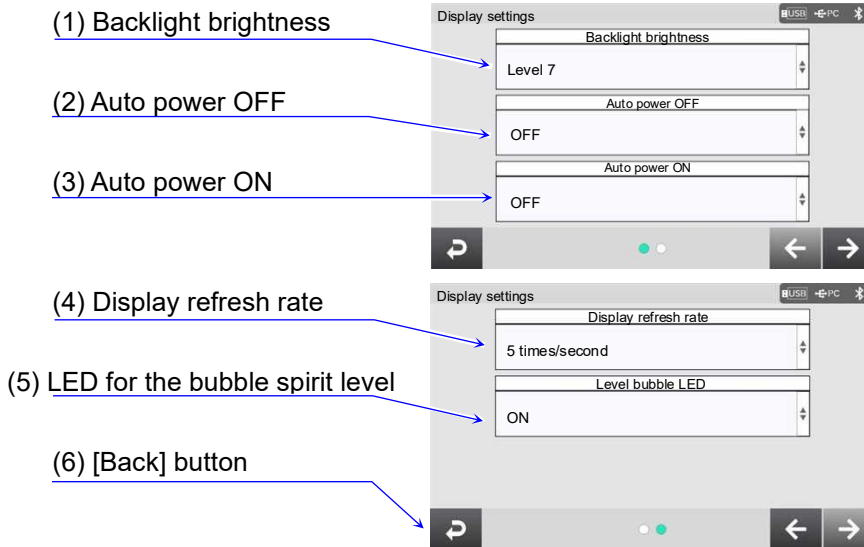 (1) Backlight brightness
(2) Auto power OFF
(3) Auto power ON
Display settings
USB PC
Backlight brightness
Level 7
Auto power OFF
OFF
Auto power ON
OFF
(4) Display refresh rate
(5) LED for the bubble spirit level
(6) [Back] button
Display settings
USB PC
Display refresh rate
5 times/second
Level bubble LED
ON